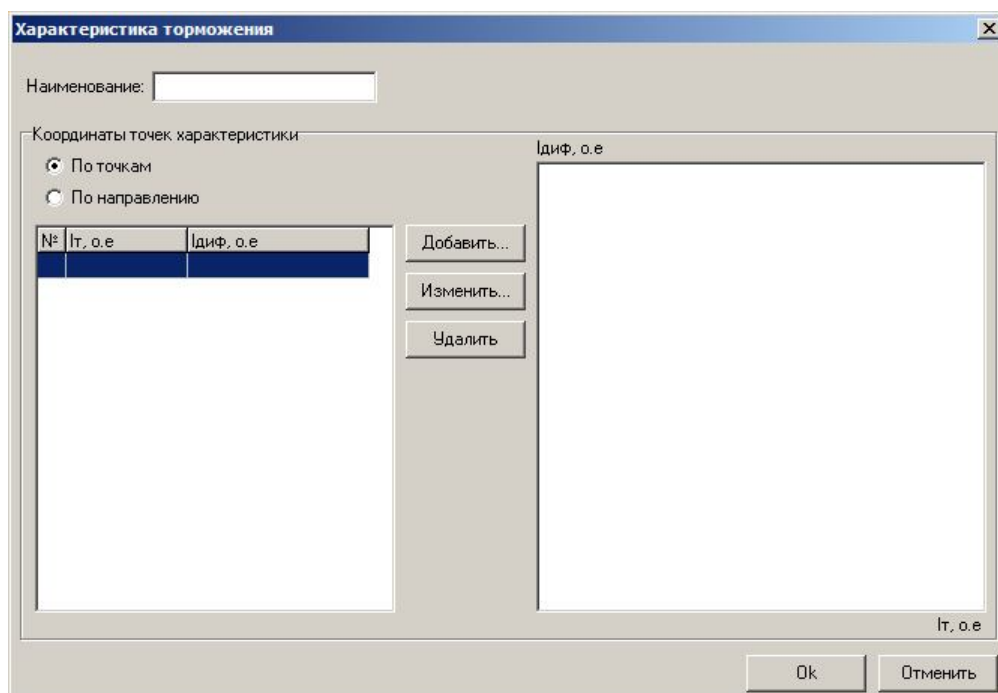 Характеристика торможения
Наименование:
Координаты точек характеристики
По точкам
По направлению
№ Iт, о.е Iдиф, о.е
Добавить...
Изменить...
Удалить
Iдиф, о.е
Iт, о.е
Ok Отменить